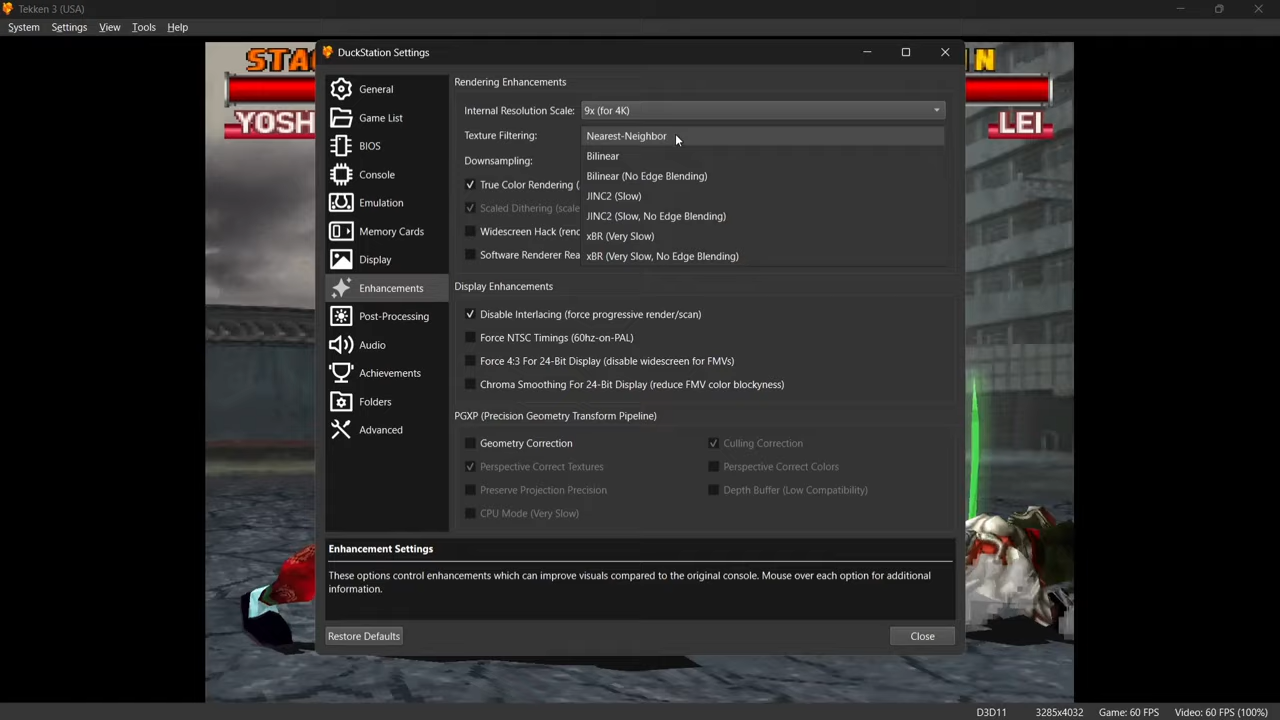 Tekken 3 (USA)
System Settings View Tools Help
STA
N
YOSH
LEI
DuckStation Settings
General
Game List
BIOS
Console
Emulation
Memory Cards
Display
Enhancements
Post-Processing
Audio
Achievements
Folders
Advanced
Rendering Enhancements
Internal Resolution Scale: 9x (for 4K)
Texture Filtering: Nearest-Neighbor
Bilinear
Downsampling:
Bilinear (No Edge Blending)
True Color Rendering (
JINC2 (Slow)
Scaled Dithering (scale
JINC2 (Slow, No Edge Blending)
Widescreen Hack (ren
xBR (Very Slow)
Software Renderer Rea
xBR (Very Slow, No Edge Blending)
Display Enhancements
Disable Interlacing (force progressive render/scan)
Force NTSC Timings (60hz-on-PAL)
Force 4:3 For 24-Bit Display (disable widescreen for FMVs)
Chroma Smoothing For 24-Bit Display (reduce FMV color blockyness)
PGXP (Precision Geometry Transform Pipeline)
Geometry Correction Culling Correction
Perspective Correct Textures Perspective Correct Colors
Preserve Projection Precision Depth Buffer (Low Compatibility)
CPU Mode (Very Slow)
Enhancement Settings
These options control enhancements which can improve visuals compared to the original console. Mouse over each option for additional
information.
Restore Defaults Close
D3D11 3285x4032 Game: 60 FPS Video: 60 FPS (100%)